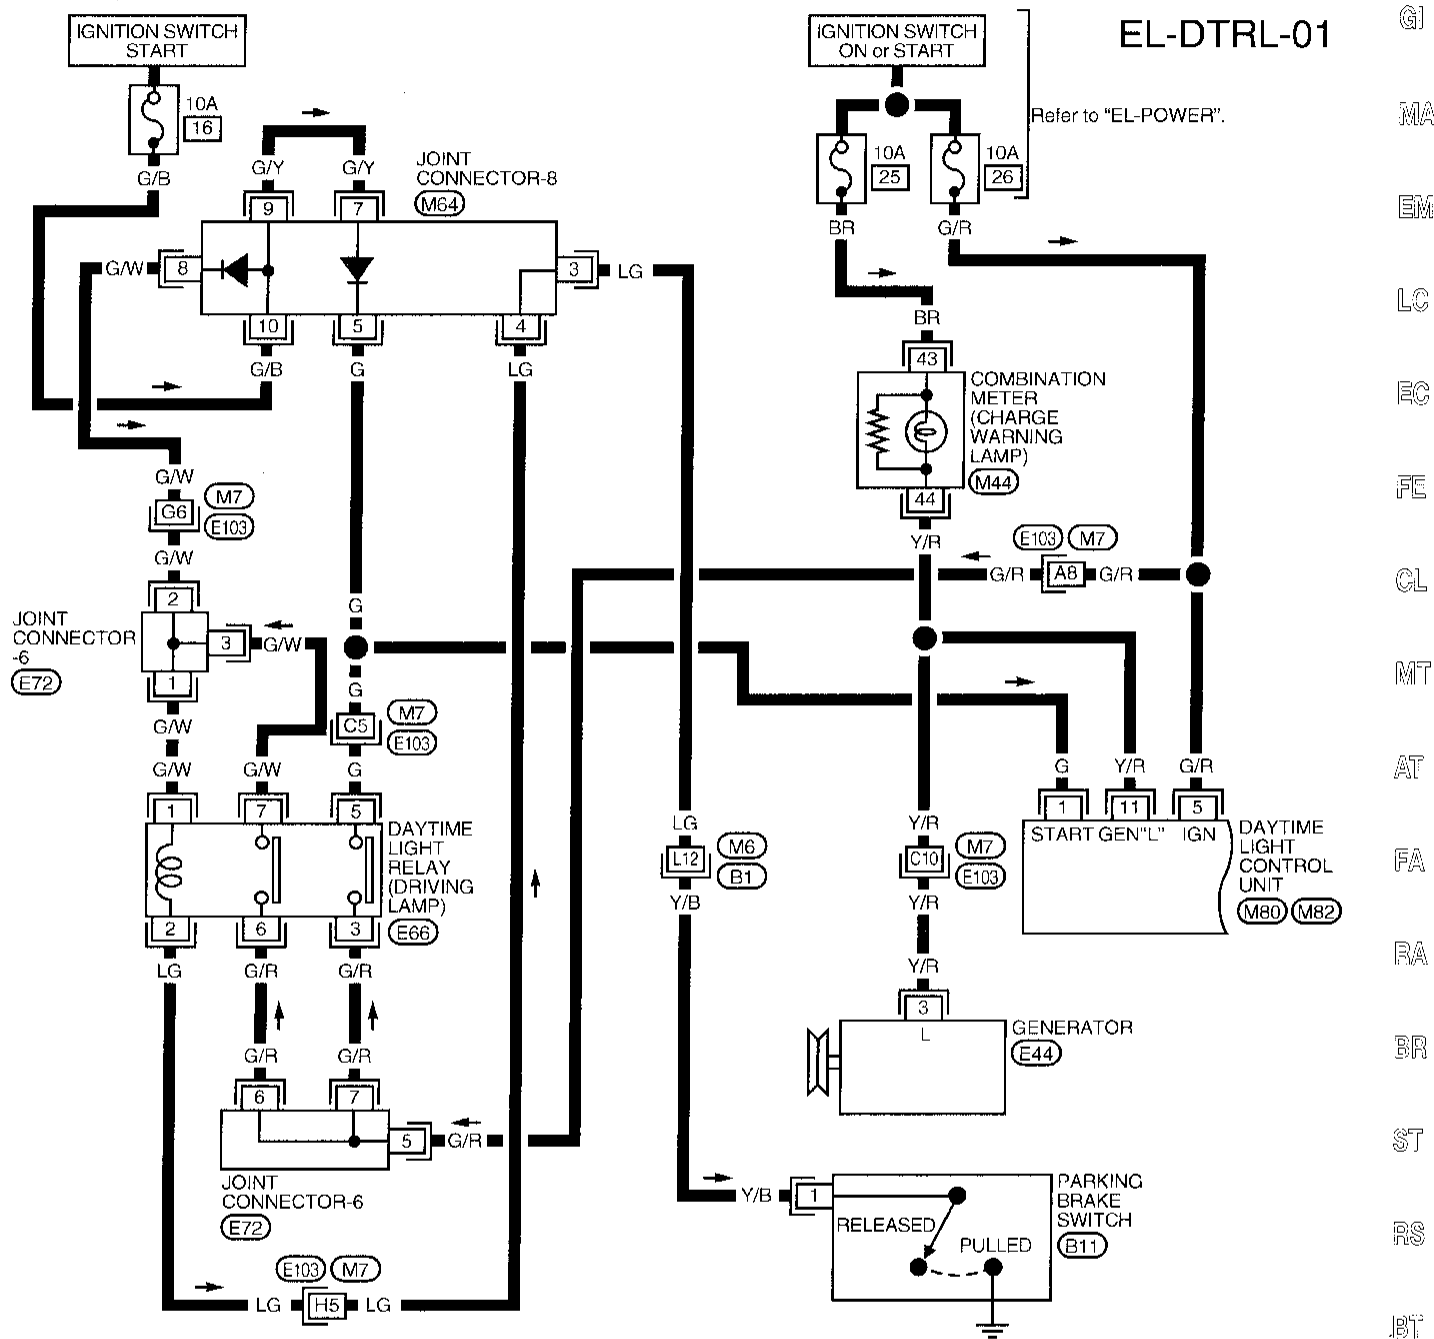 IGNITION SWITCH
START
10A
16
G/B
IGNITION SWITCH
ON or START
EL-DTRL-01
Refer to "EL-POWER".
10A
25
10A
26
BR
G/R
GI
MA
EM
LC
EC
FE
CL
MT
AT
FA
RA
BR
ST
RS
BT
G/Y
G/Y
JOINT
CONNECTOR-8
M64
9
7
G/W
8
3
LG
10
5
4
G/B
G
LG
BR
43
COMBINATION
METER
(CHARGE
WARNING
LAMP)
M44
44
Y/R
G/W
G6
M7
E103
G/W
E103
M7
G/R
A8
G/R
2
JOINT
CONNECTOR
-6
E72
3
G/W
1
G/W
G
G
C5
M7
E103
G/W
G/W
G
1
7
5
DAYTIME
LIGHT
RELAY
(DRIVING
LAMP)
E66
2
6
3
LG
G/R
G/R
LG
L12
M6
B1
Y/B
Y/R
C10
M7
E103
Y/R
G
Y/R
G/R
1
11
5
START
GEN"L"
IGN
DAYTIME
LIGHT
CONTROL
UNIT
M80
M82
Y/R
3
L
GENERATOR
E44
G/R
G/R
6
7
5
G/R
JOINT
CONNECTOR-6
E72
E103
M7
LG
H5
LG
Y/B
1
RELEASED
PULLED
PARKING
BRAKE
SWITCH
B11